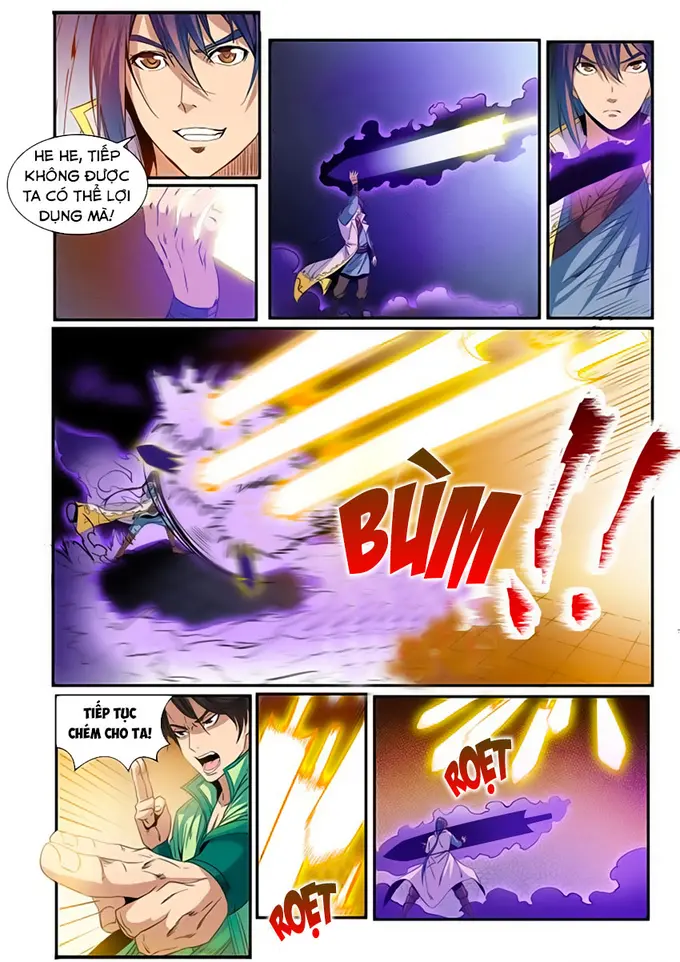 HE HE, TIẾP
KHÔNG ĐƯỢC
TA CÓ THỂ LỢI
DỤNG MÀ!
BÙM!!
TIẾP TỤC
CHÉM CHO TA!
ROẸT
ROẸT